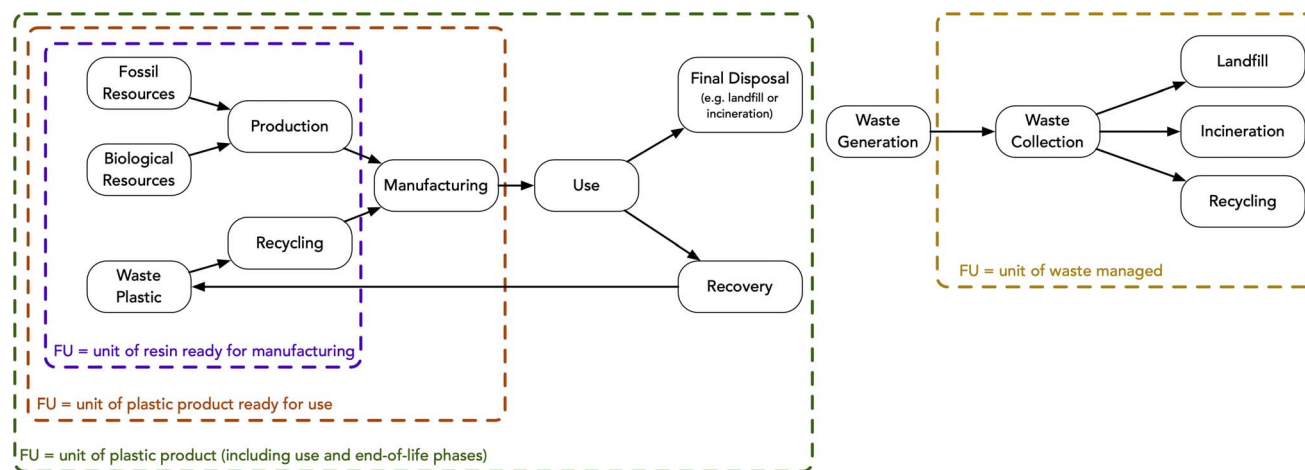 Fossil
Resources
Biological
Resources
Production
Waste
Plastic
Recycling
Manufacturing
Use
Final Disposal
(e.g. landfill or
incineration)
Recovery
FU = unit of resin ready for manufacturing
FU = unit of plastic product ready for use
FU = unit of plastic product (including use and end-of-life phases)
Waste
Generation
Waste
Collection
Landfill
Incineration
Recycling
FU = unit of waste managed